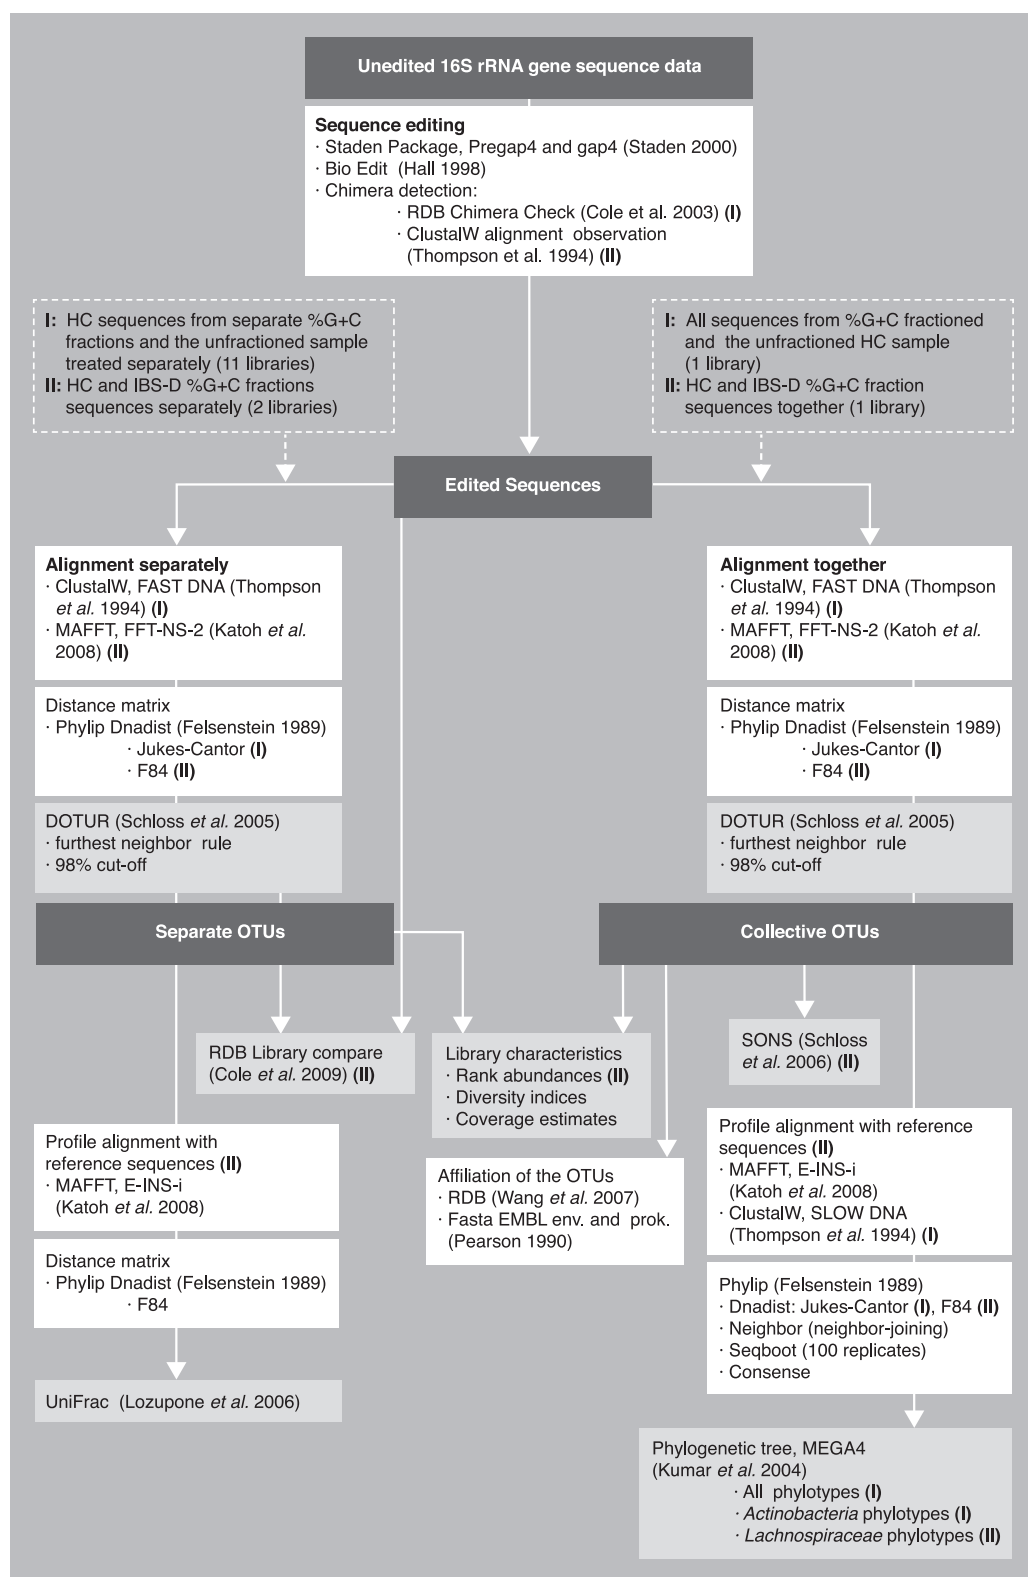 Unedited 16S rRNA gene sequence data
Sequence editing
· Staden Package, Pregap4 and gap4 (Staden 2000)
· Bio Edit (Hall 1998)
· Chimera detection:
· RDB Chimera Check (Cole et al. 2003) (I)
· ClustalW alignment observation
(Thompson et al. 1994) (II)
I: HC sequences from separate %G+C
fractions and the unfractioned sample
treated separately (11 libraries)
II: HC and IBS-D %G+C fractions
sequences separately (2 libraries)
I: All sequences from %G+C fractioned
and the unfractioned HC sample
(1 library)
II: HC and IBS-D %G+C fraction
sequences together (1 library)
Edited Sequences
Alignment separately
· ClustalW, FAST DNA (Thompson
et al. 1994) (I)
· MAFFT, FFT-NS-2 (Katoh et al.
2008) (II)
Distance matrix
· Phylip Dnadist (Felsenstein 1989)
· Jukes-Cantor (I)
· F84 (II)
DOTUR (Schloss et al. 2005)
· furthest neighbor rule
· 98% cut-off
Alignment together
· ClustalW, FAST DNA (Thompson
et al. 1994) (I)
· MAFFT, FFT-NS-2 (Katoh et al.
2008) (II)
Distance matrix
· Phylip Dnadist (Felsenstein 1989)
· Jukes-Cantor (I)
· F84 (II)
DOTUR (Schloss et al. 2005)
· furthest neighbor rule
· 98% cut-off
Separate OTUs
Collective OTUs
RDB Library compare
(Cole et al. 2009) (II)
Library characteristics
· Rank abundances (II)
· Diversity indices
· Coverage estimates
SONS (Schloss
et al. 2006) (II)
Profile alignment with
reference sequences (II)
· MAFFT, E-INS-i
(Katoh et al. 2008)
Distance matrix
· Phylip Dnadist (Felsenstein 1989)
· F84
UniFrac (Lozupone et al. 2006)
Affiliation of the OTUs
· RDB (Wang et al. 2007)
· Fasta EMBL env. and prok.
(Pearson 1990)
Profile alignment with reference
sequences (II)
· MAFFT, E-INS-i
(Katoh et al. 2008)
· ClustalW, SLOW DNA
(Thompson et al. 1994) (I)
Phylip (Felsenstein 1989)
· Dnadist: Jukes-Cantor (I), F84 (II)
· Neighbor (neighbor-joining)
· Seqboot (100 replicates)
· Consense
Phylogenetic tree, MEGA4
(Kumar et al. 2004)
· All phylotypes (I)
· Actinobacteria phylotypes (I)
· Lachnospiraceae phylotypes (II)